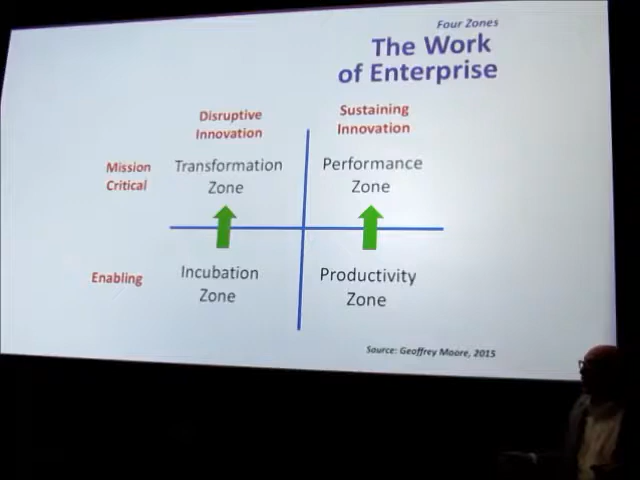 Four Zones
The Work
of Enterprise
Disruptive
Innovation
Sustaining
Innovation
Mission
Critical
Transformation
Zone
Performance
Zone
Enabling
Incubation
Zone
Productivity
Zone
Source: Geoffrey Moore, 2015